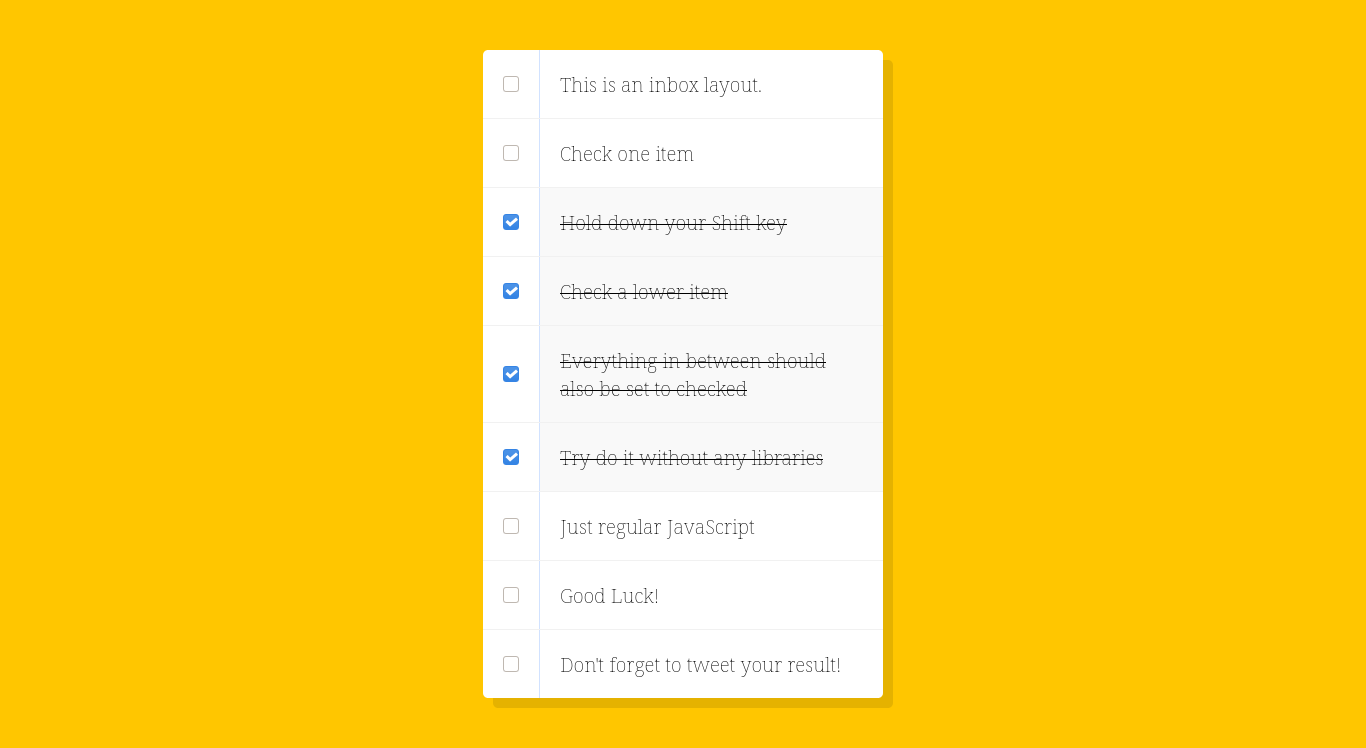 This is an inbox layout.
Check one item
Hold down your Shift key
Check a lower item
Everything in between should
also be set to checked
Try do it without any libraries
Just regular JavaScript
Good Luck!
Don't forget to tweet your result!